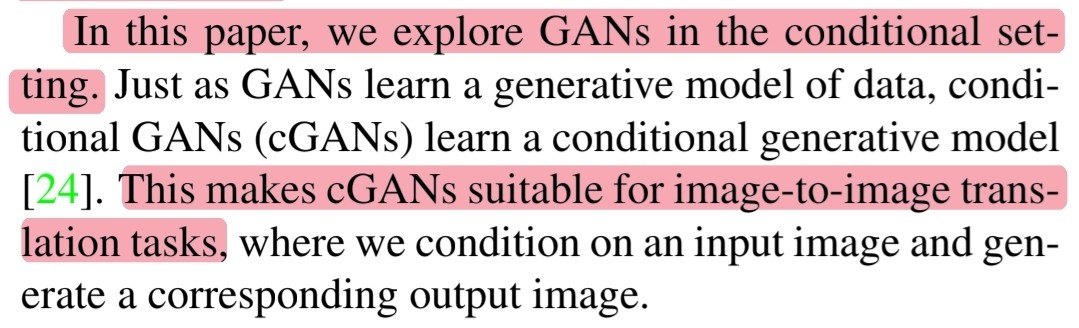 In this paper, we explore GANs in the conditional set-
ting. Just as GANs learn a generative model of data, condi-
tional GANs (cGANs) learn a conditional generative model
[24]. This makes cGANs suitable for image-to-image trans-
lation tasks, where we condition on an input image and gen-
erate a corresponding output image.